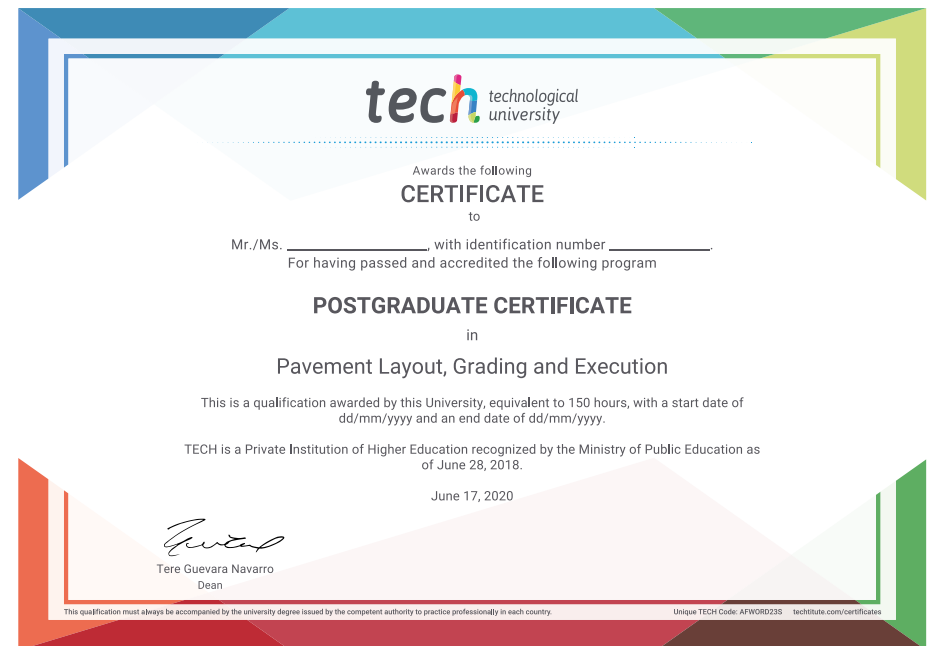 tech technological
university
Awards the following
CERTIFICATE
to
Mr./Ms. ____________________, with identification number ______________.
For having passed and accredited the following program
POSTGRADUATE CERTIFICATE
in
Pavement Layout, Grading and Execution
This is a qualification awarded by this University, equivalent to 150 hours, with a start date of
dd/mm/yyyy and an end date of dd/mm/yyyy.
TECH is a Private Institution of Higher Education recognized by the Ministry of Public Education as
of June 28, 2018.
June 17, 2020
Tere Guevara Navarro
Dean
This qualification must always be accompanied by the university degree issued by the competent authority to practice professionally in each country. Unique TECH Code: AFWORD23S techtitute.com/certificates